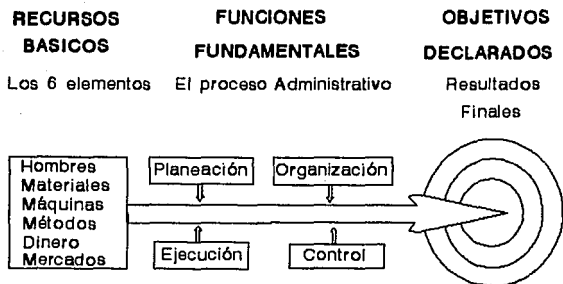 RECURSOS
BASICOS
Los 6 elementos
FUNCIONES
FUNDAMENTALES
El proceso Administrativo
OBJETIVOS
DECLARADOS
Resultados
Finales
Hombres
Materiales
Máquinas
Métodos
Dinero
Mercados
Planeación
Organización
Ejecución
Control